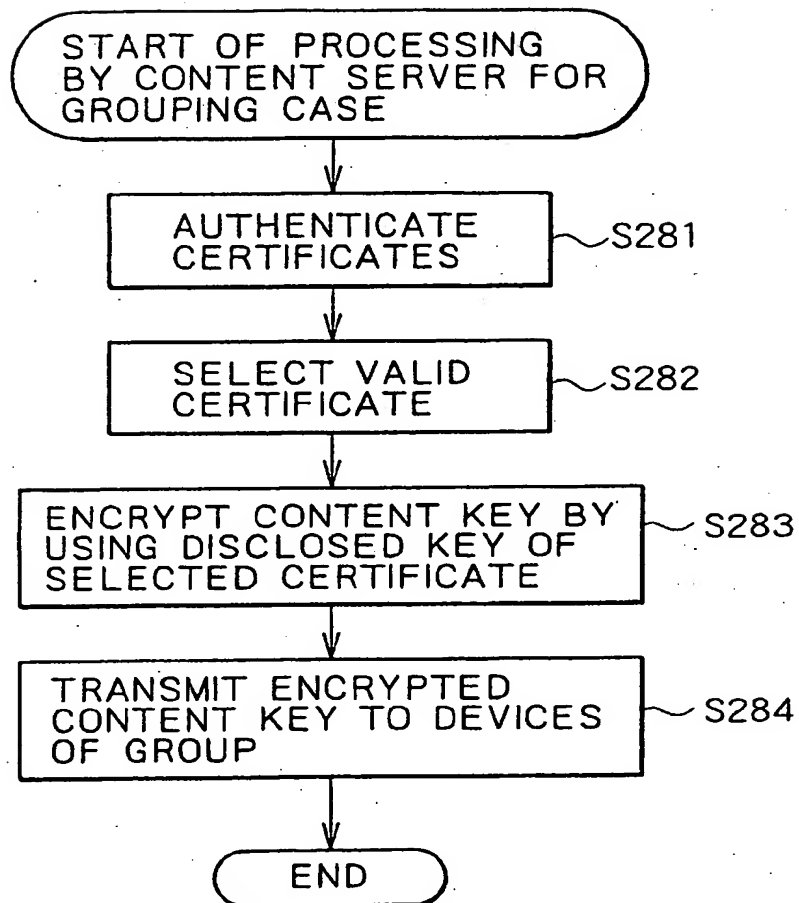 START OF PROCESSING
BY CONTENT SERVER FOR
GROUPING CASE
AUTHENTICATE
CERTIFICATES
S281
SELECT VALID
CERTIFICATE
S282
ENCRYPT CONTENT KEY BY
USING DISCLOSED KEY OF
SELECTED CERTIFICATE
S283
TRANSMIT ENCRYPTED
CONTENT KEY TO DEVICES
OF GROUP
S284
END